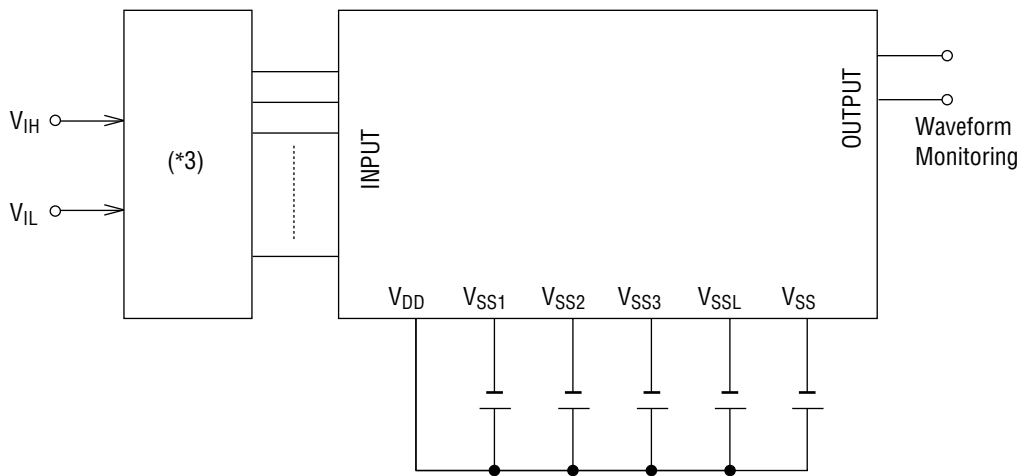 V_IH
V_IL
(*3)
INPUT
OUTPUT
Waveform
Monitoring
V_DD V_SS1 V_SS2 V_SS3 V_SSL V_SS